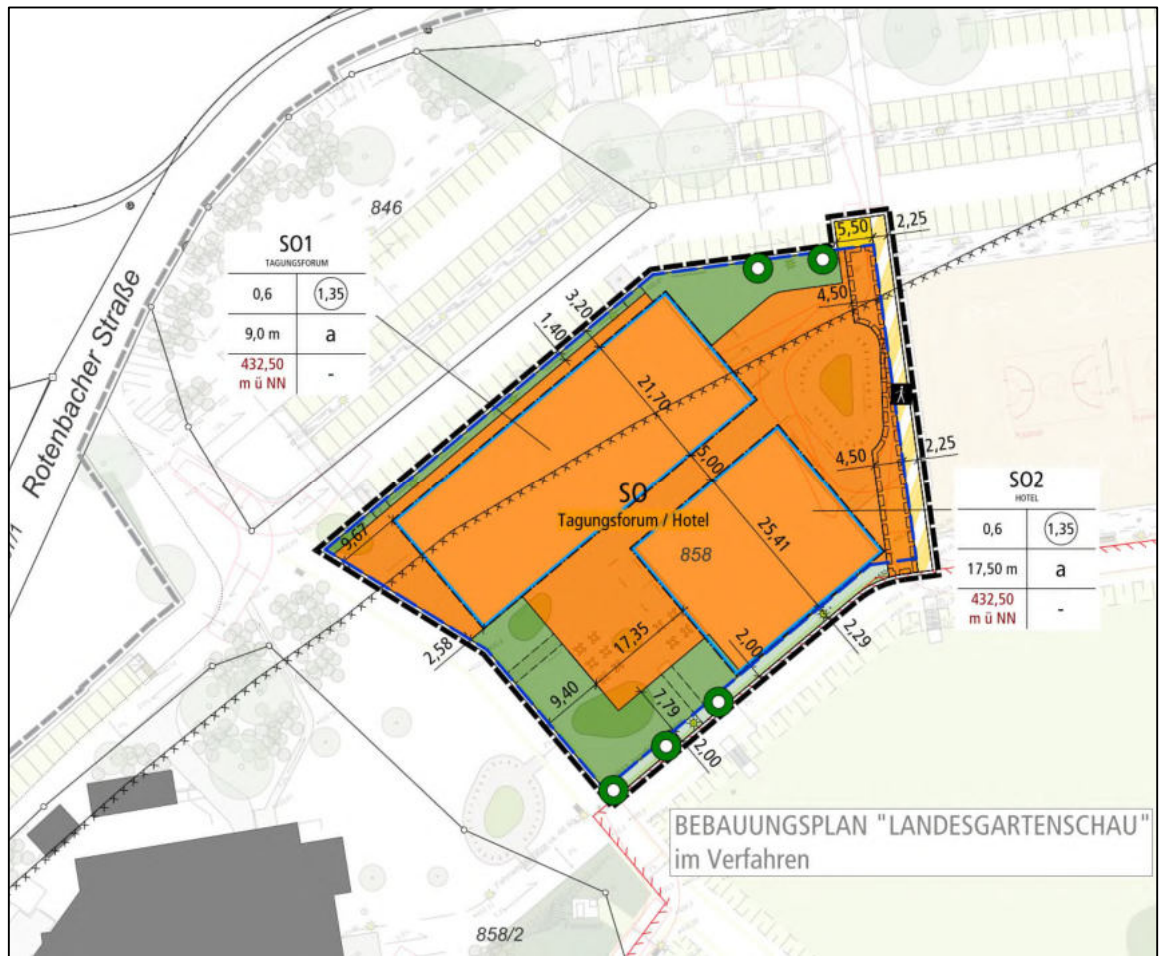 846
Rotenbacher Straße
SO1
TAGUNGSFORUM
0,6
1,35
9,0 m
a
432,50
m ü NN
-
5,50
2,25
3,20
1,40
4,50
21,70
5,00
4,50
2,25
SO
Tagungsforum / Hotel
858
25,41
9,67
SO2
HOTEL
0,6
1,35
17,50 m
a
432,50
m ü NN
-
2,58
17,35
2,00
2,29
9,40
7,79
2,00
BEBAUUNGSPLAN "LANDESGARTENSCHAU"
im Verfahren
858/2